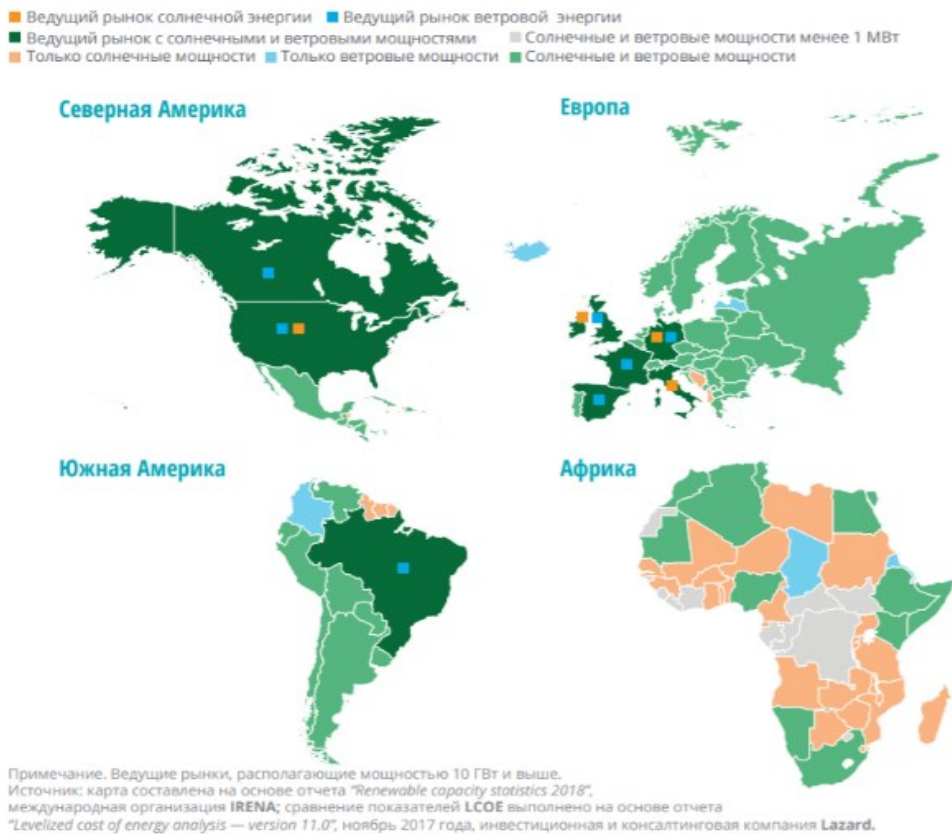 Ведущий рынок солнечной энергии Ведущий рынок ветровой энергии
Ведущий рынок с солнечными и ветровыми мощностями Солнечные и ветровые мощности менее 1 МВт
Только солнечные мощности Только ветровые мощности Солнечные и ветровые мощности
Северная Америка Европа
Южная Америка Африка
Примечание. Ведущие рынки, располагающие мощностью 10 ГВт и выше.
Источник: карта составлена на основе отчета "Renewable capacity statistics 2018",
международная организация IRENA; сравнение показателей LCOE выполнено на основе отчета
"Levelized cost of energy analysis — version 11.0", ноябрь 2017 года, инвестиционная и консалтинговая компания Lazard.